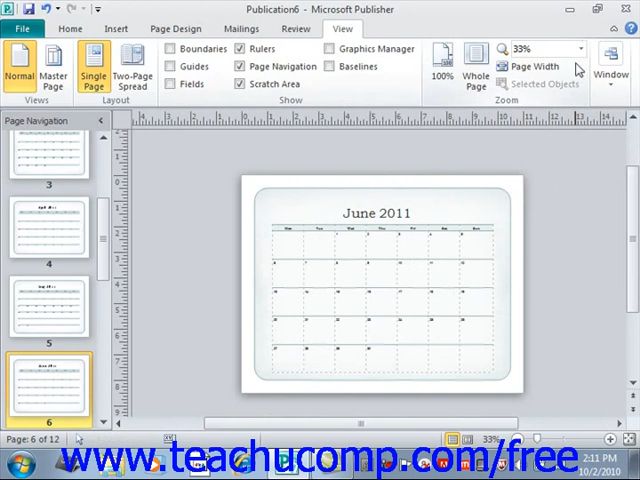 Publication6 - Microsoft Publisher
File Home Insert Page Design Mailings Review View
Normal
Master Page
Views
Single Page
Two-Page Spread
Layout
Boundaries Rulers Graphics Manager
Guides Page Navigation Baselines
Fields Scratch Area
Show
100%
Whole Page
33%
Page Width
Selected Objects
Zoom
Window
Page Navigation
3
4
5
6
June 2011
Page: 6 of 12
33%
www.teachucomp.com/free
2:11 PM
10/2/2010